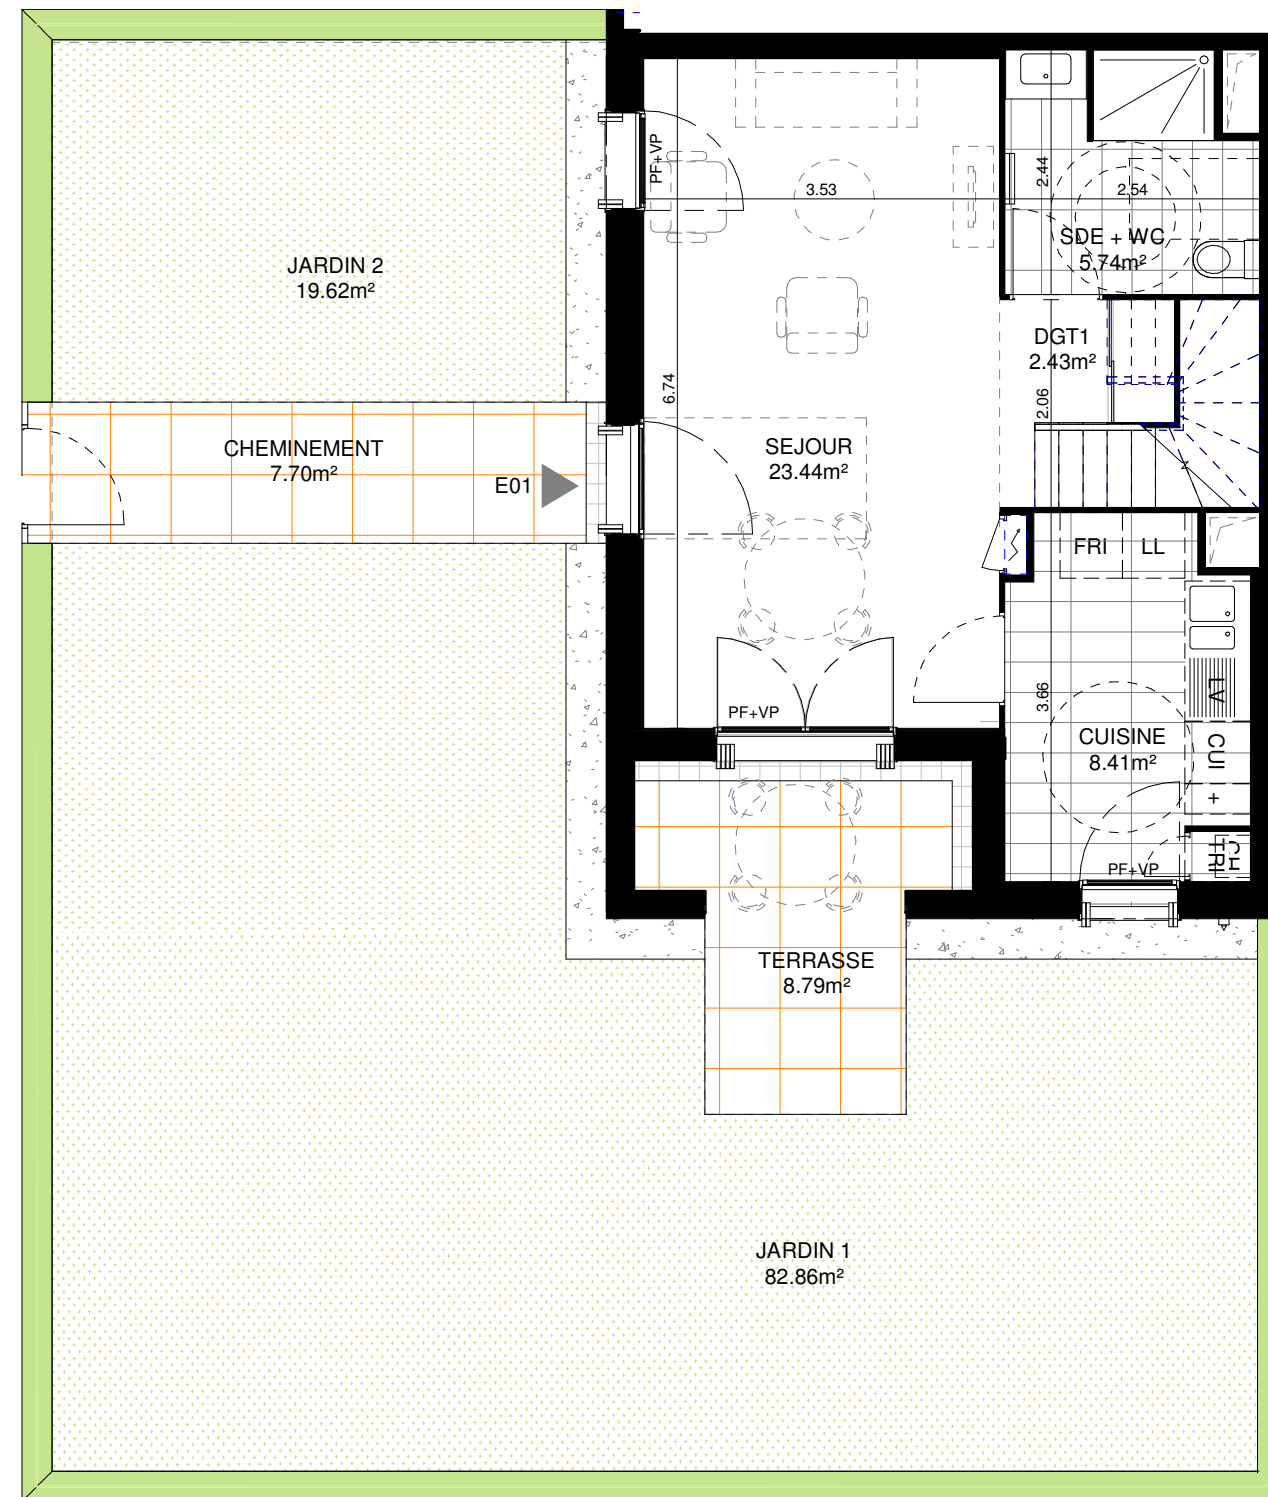 PF+VP
3.53
2.44
2.54
SDE + WC
5.74m²
JARDIN 2
19.62m²
DGT1
2.43m²
6.74
2.06
CHEMINEMENT
7.70m²
E01
SEJOUR
23.44m²
FRI
LL
3.66
LV
PF+VP
CUISINE
8.41m²
CUI
+
PF+VP
TRI
CH
TERRASSE
8.79m²
JARDIN 1
82.86m²